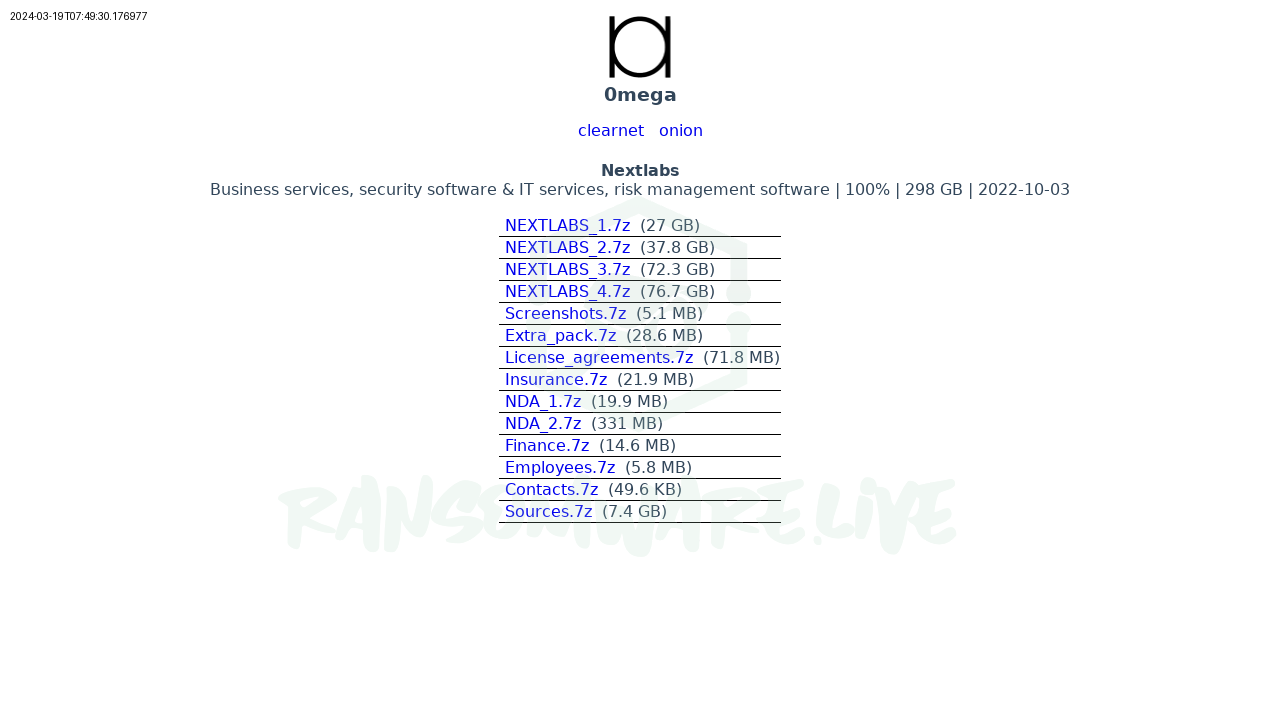 2024-03-19T07:49:30.176977
0mega
clearnet onion
Nextlabs
Business services, security software & IT services, risk management software | 100% | 298 GB | 2022-10-03
NEXTLABS_1.7z (27 GB)
NEXTLABS_2.7z (37.8 GB)
NEXTLABS_3.7z (72.3 GB)
NEXTLABS_4.7z (76.7 GB)
Screenshots.7z (5.1 MB)
Extra_pack.7z (28.6 MB)
License_agreements.7z (71.8 MB)
Insurance.7z (21.9 MB)
NDA_1.7z (19.9 MB)
NDA_2.7z (331 MB)
Finance.7z (14.6 MB)
Employees.7z (5.8 MB)
Contacts.7z (49.6 KB)
Sources.7z (7.4 GB)
RANSOMWARE.LIVE